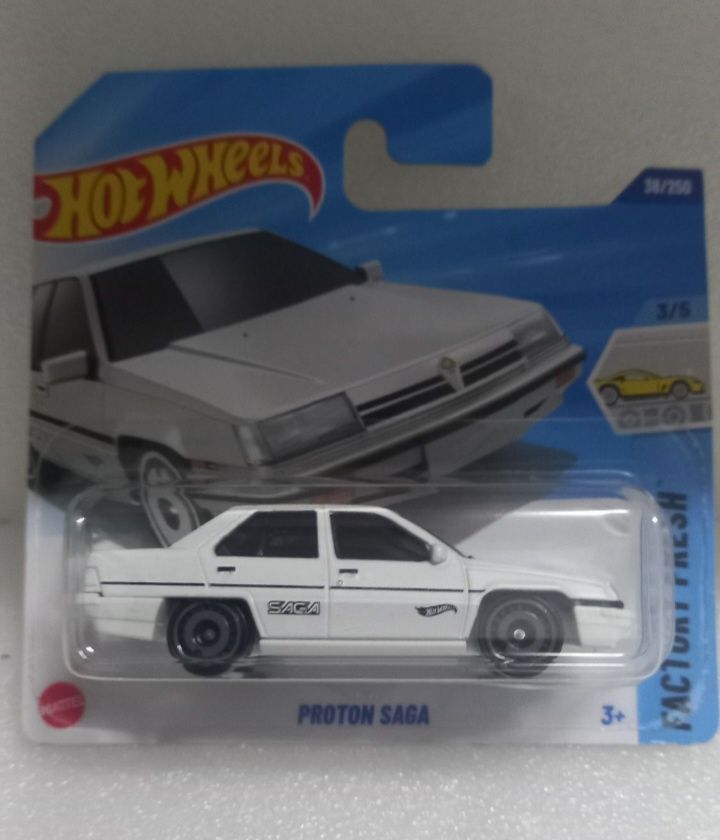 HOT WHEELS
38/250
3/5
FACTORY FRESH
SAGA
Hot Wheels
MATTEL
PROTON SAGA
3+